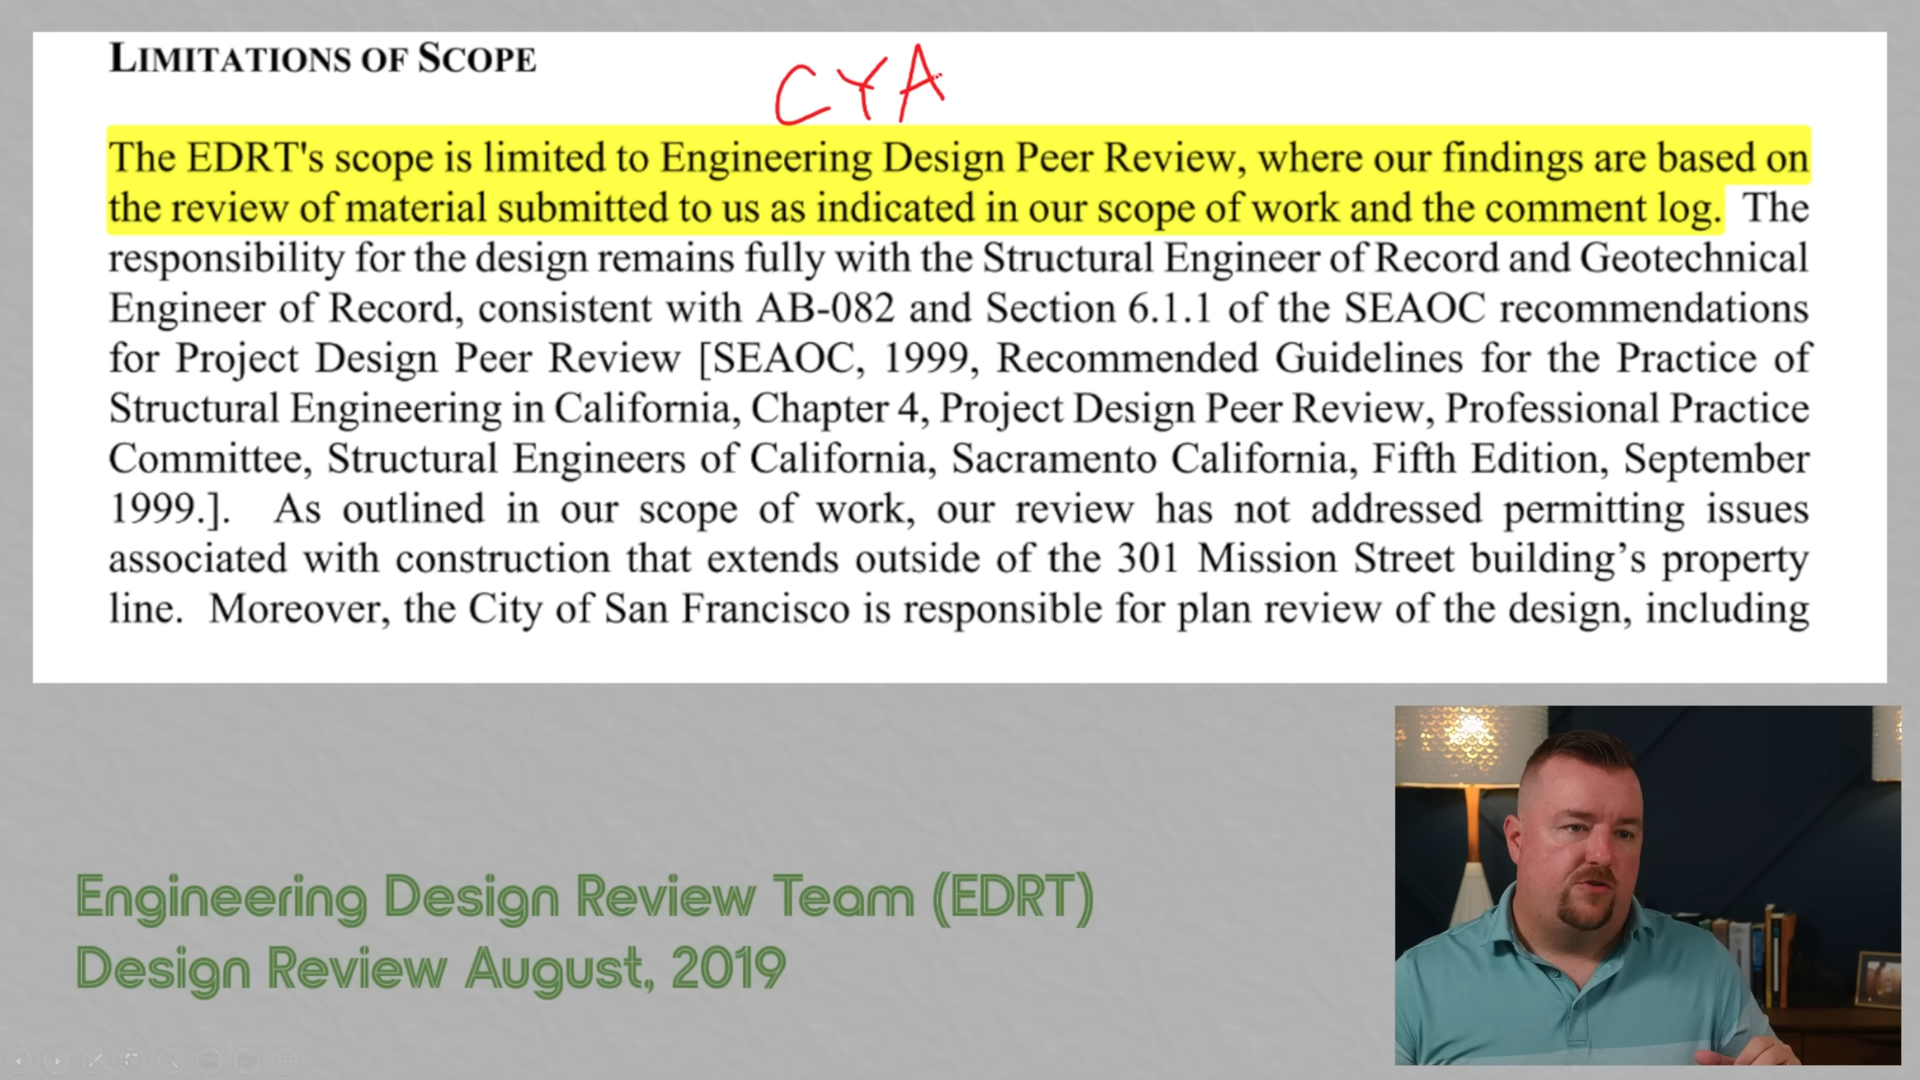 LIMITATIONS OF SCOPE
CYA
The EDRT's scope is limited to Engineering Design Peer Review, where our findings are based on
the review of material submitted to us as indicated in our scope of work and the comment log. The
responsibility for the design remains fully with the Structural Engineer of Record and Geotechnical
Engineer of Record, consistent with AB-082 and Section 6.1.1 of the SEAOC recommendations
for Project Design Peer Review [SEAOC, 1999, Recommended Guidelines for the Practice of
Structural Engineering in California, Chapter 4, Project Design Peer Review, Professional Practice
Committee, Structural Engineers of California, Sacramento California, Fifth Edition, September
1999.]. As outlined in our scope of work, our review has not addressed permitting issues
associated with construction that extends outside of the 301 Mission Street building’s property
line. Moreover, the City of San Francisco is responsible for plan review of the design, including
Engineering Design Review Team (EDRT)
Design Review August, 2019